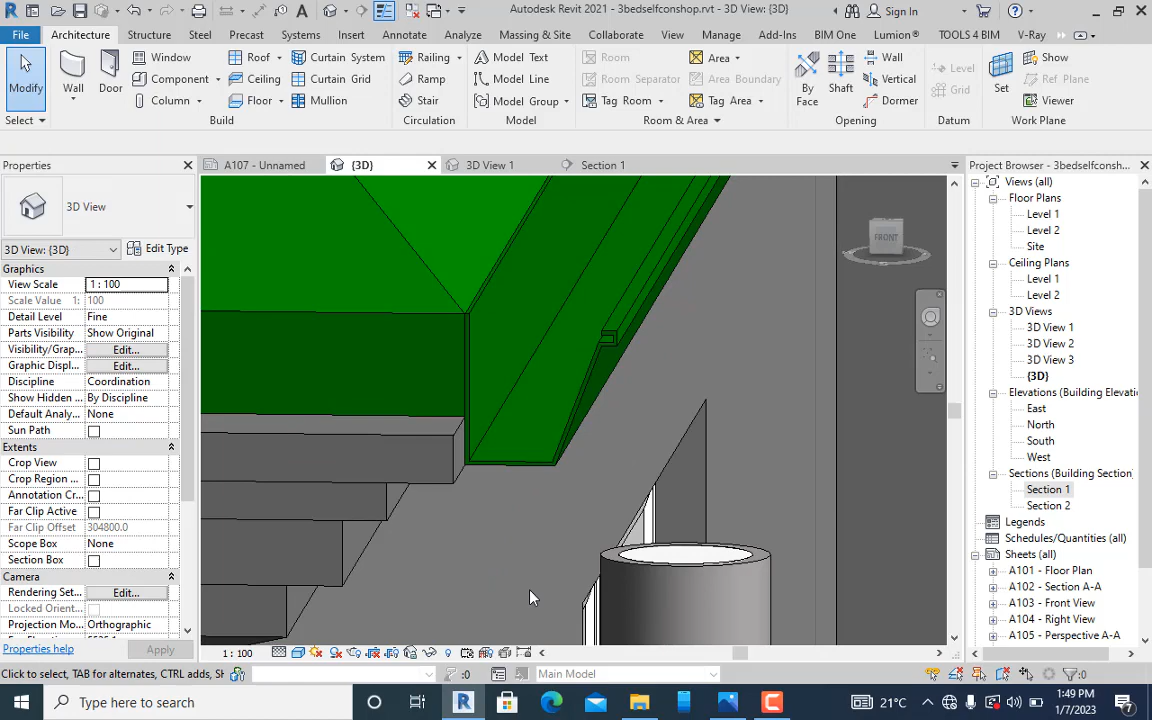 Autodesk Revit 2021 - 3bedselfconshop.rvt - 3D View: {3D}
Sign In
File Architecture Structure Steel Precast Systems Insert Annotate Analyze Massing & Site Collaborate View Manage Add-Ins BIM One Lumion® TOOLS 4 BIM V-Ray
Modify
Wall
Door
Window
Component
Column
Roof
Ceiling
Floor
Curtain System
Curtain Grid
Mullion
Railing
Ramp
Stair
Model Text
Model Line
Model Group
Room
Room Separator
Tag Room
Area
Area Boundary
Tag Area
By Face
Shaft
Wall
Vertical
Dormer
Level
Grid
Set
Show
Ref Plane
Viewer
Select Build Circulation Model Room & Area Opening Datum Work Plane
Properties
A107 - Unnamed
{3D}
3D View 1
Section 1
Project Browser - 3bedselfconsh...
3D View
3D View: {3D}
Edit Type
Graphics
View Scale 1 : 100
Scale Value 1: 100
Detail Level Fine
Parts Visibility Show Original
Visibility/Grap... Edit...
Graphic Displ... Edit...
Discipline Coordination
Show Hidden ... By Discipline
Default Analy... None
Sun Path
Extents
Crop View
Crop Region ...
Annotation Cr...
Far Clip Active
Far Clip Offset 304800.0
Scope Box None
Section Box
Camera
Rendering Set... Edit...
Locked Orient...
Projection Mo... Orthographic
Properties help
Apply
FRONT
Views (all)
Floor Plans
Level 1
Level 2
Site
Ceiling Plans
Level 1
Level 2
3D Views
3D View 1
3D View 2
3D View 3
{3D}
Elevations (Building Elevati
East
North
South
West
Sections (Building Section)
Section 1
Section 2
Legends
Schedules/Quantities (all)
Sheets (all)
A101 - Floor Plan
A102 - Section A-A
A103 - Front View
A104 - Right View
A105 - Perspective A-A
1 : 100
Click to select, TAB for alternates, CTRL adds, SH
:0
Main Model
:0
Type here to search
21°C
1:49 PM
1/7/2023
7